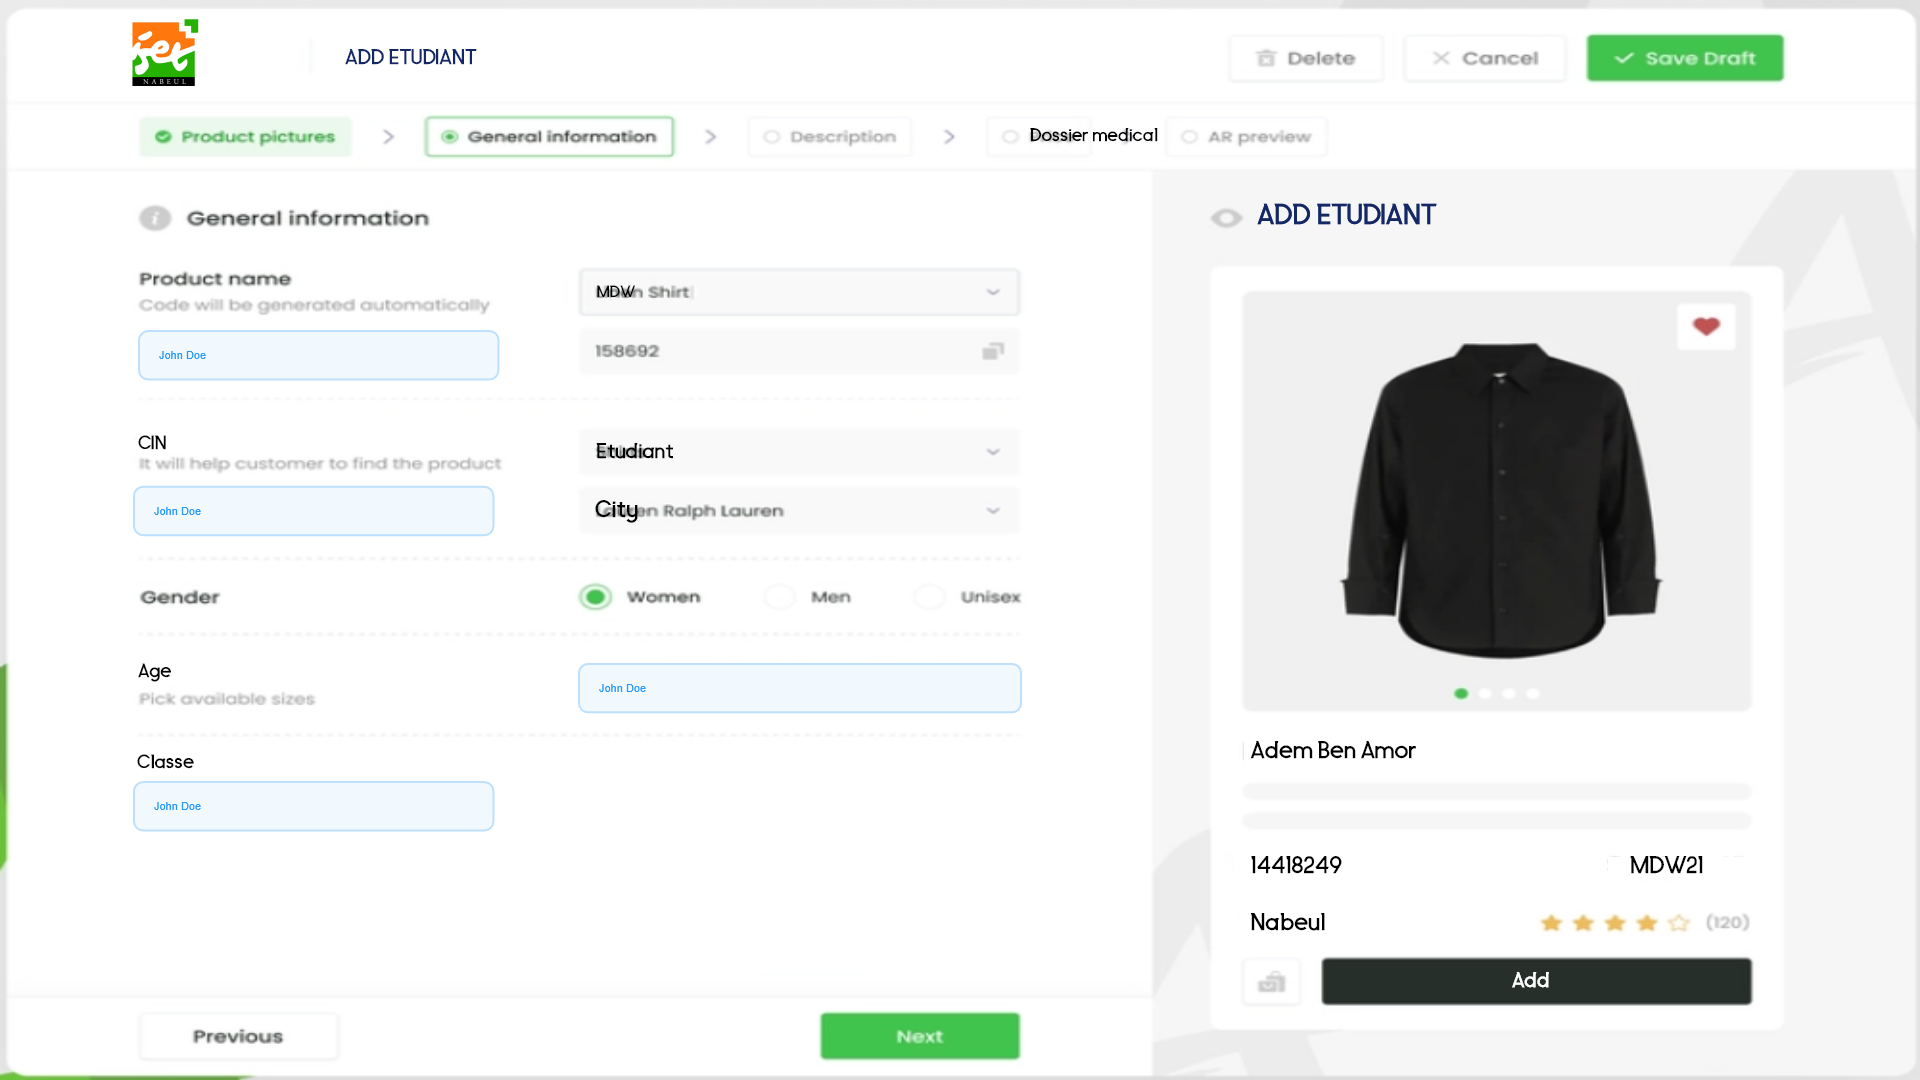 iset
NABEUL
ADD ETUDIANT
Delete
Cancel
Save Draft
Product pictures
General information
Description
Dossier medical
AR preview
General information
ADD ETUDIANT
Product name
Code will be generated automatically
MDW Shirt
John Doe
158692
CIN
It will help customer to find the product
Etudiant
John Doe
City Ralph Lauren
Gender
Women
Men
Unisex
Age
Pick available sizes
John Doe
Classe
John Doe
Adem Ben Amor
14418249
MDW21
Nabeul
(120)
Add
Previous
Next